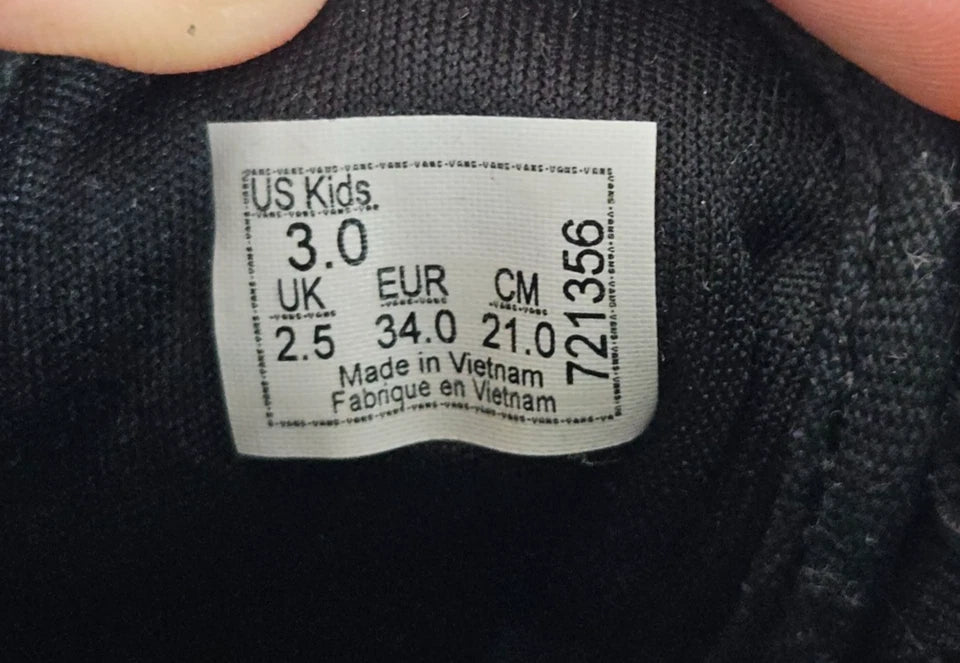 US Kids.
3.0
UK EUR CM
2.5 34.0 21.0
Made in Vietnam
Fabrique en Vietnam
721356